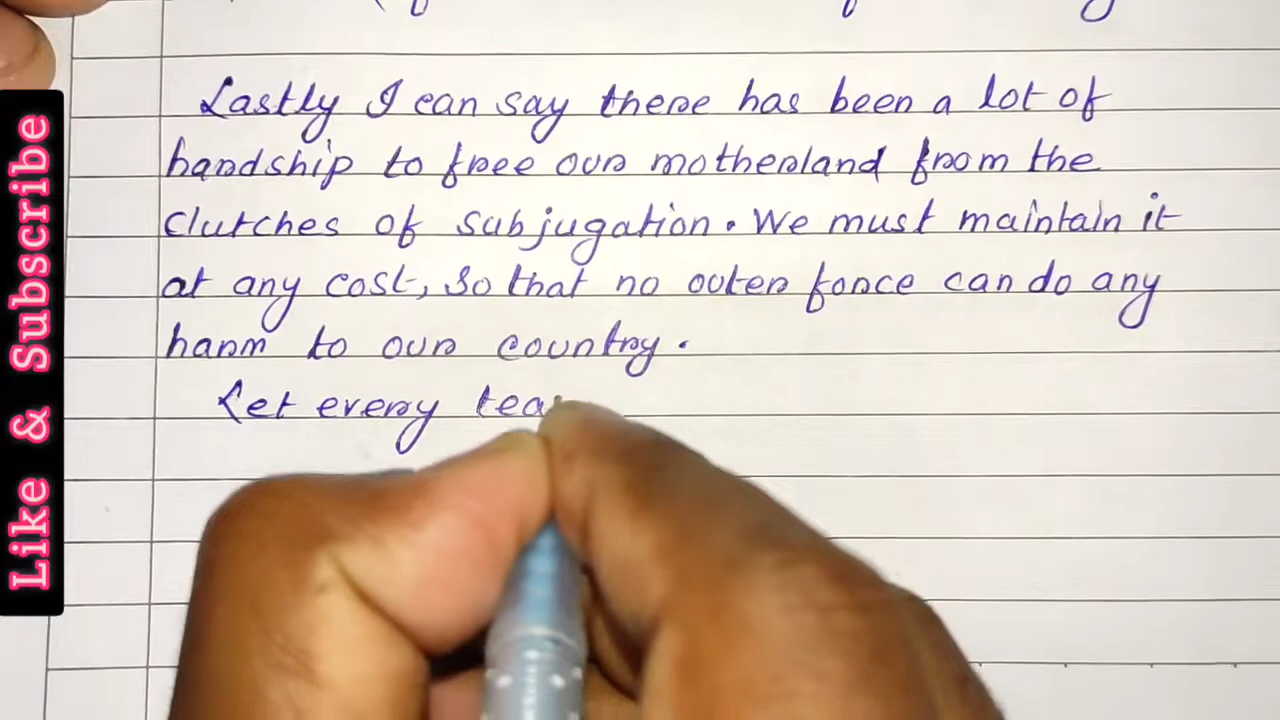 Lastly I can say there has been a lot of
hardship to free our motherland from the
clutches of subjugation. We must maintain it
at any cost, so that no outer force can do any
harm to our country.
Let every
Like & Subscribe